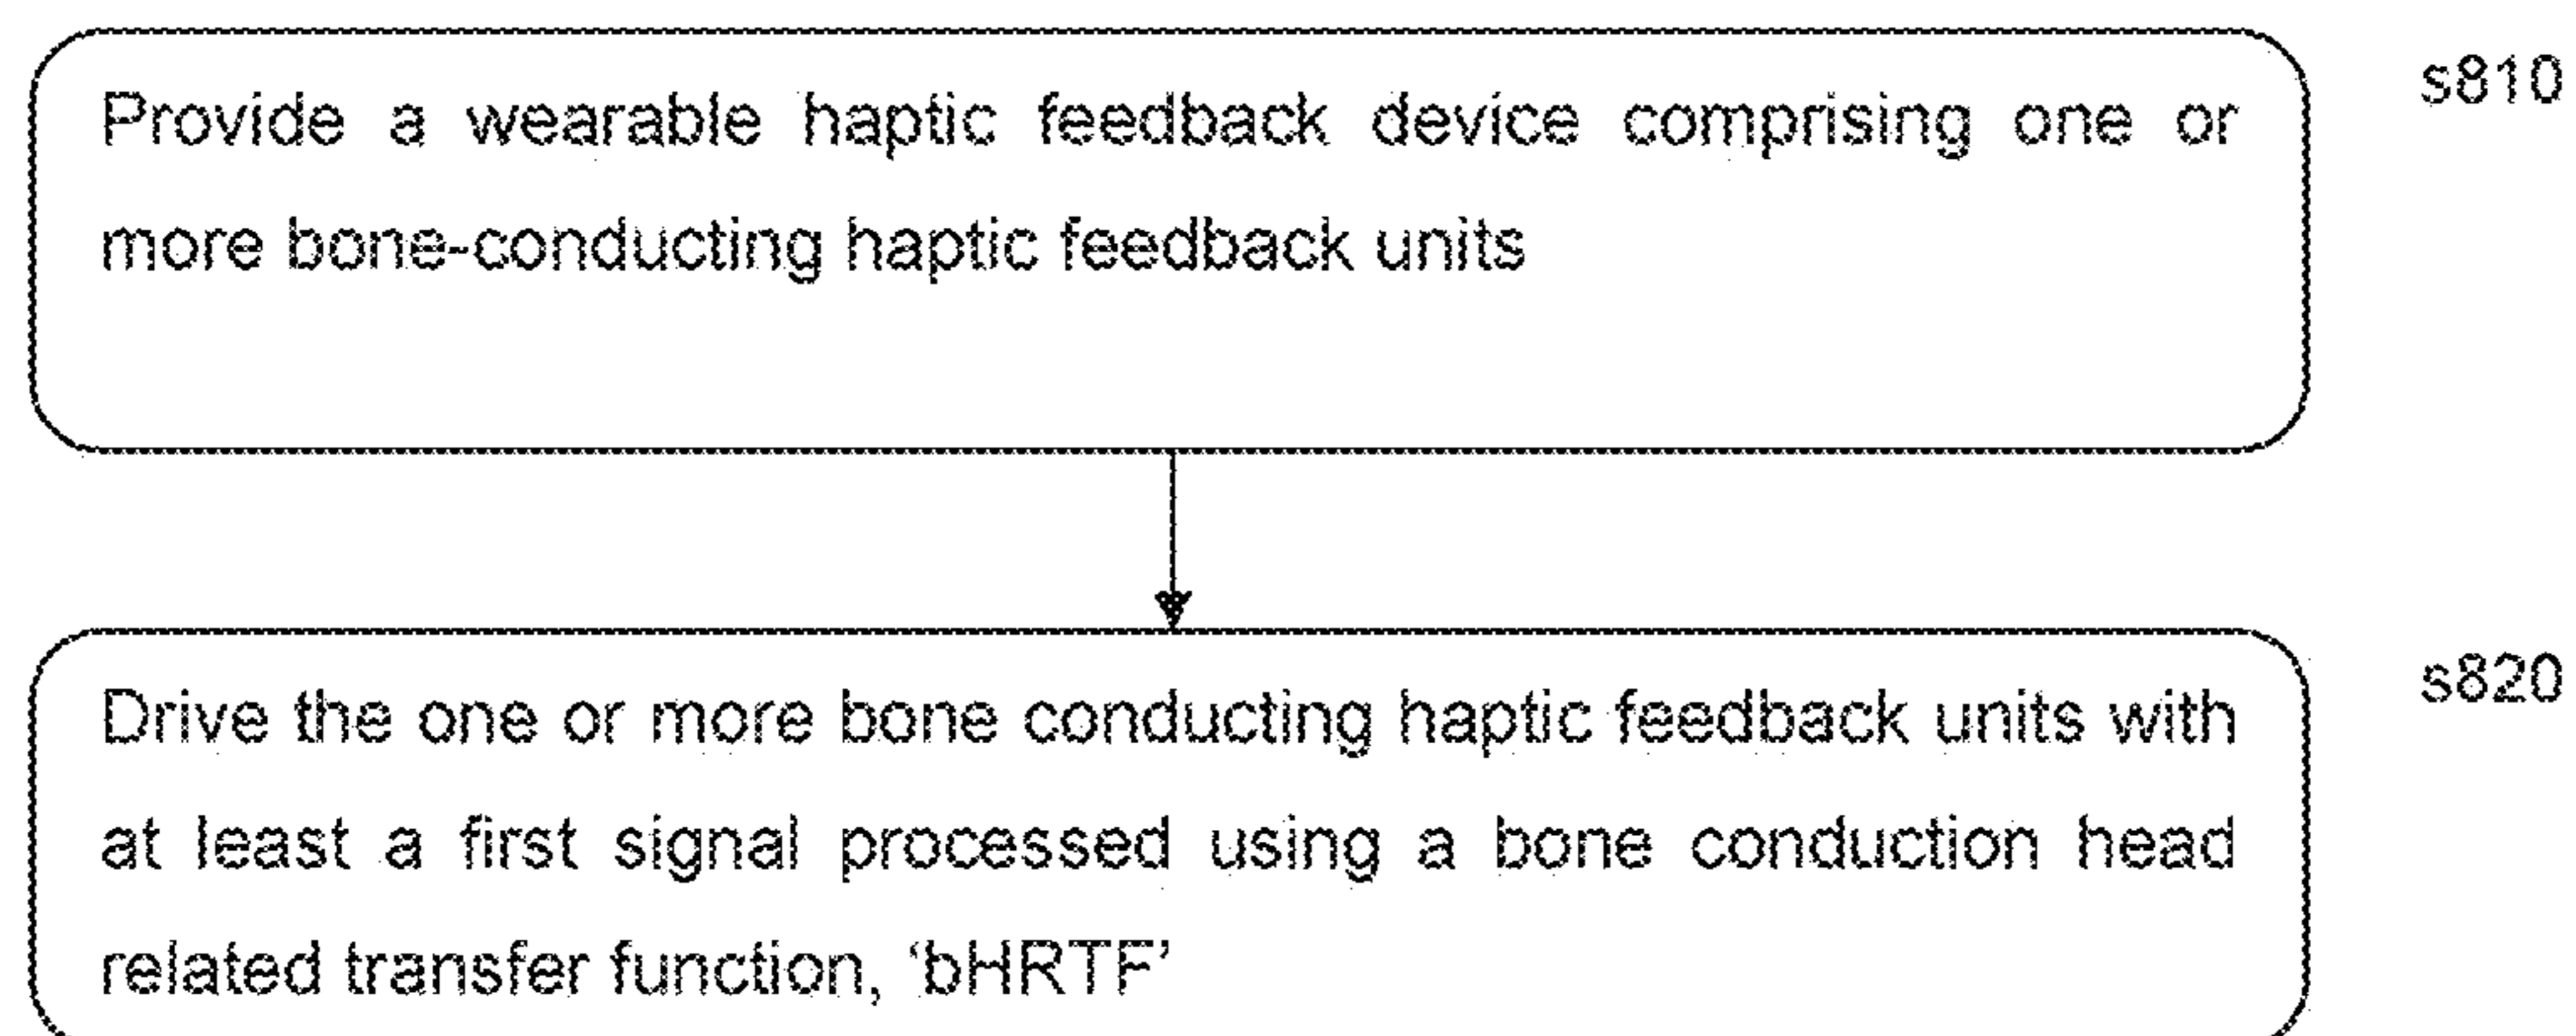 Provide a wearable haptic feedback device comprising one or
s810
more bone-conducting haptic feedback units
Drive the one or more bone conducting haptic feedback units with
s820
at least a first signal processed using a bone conduction head
related transfer function, ‘bHRTF’